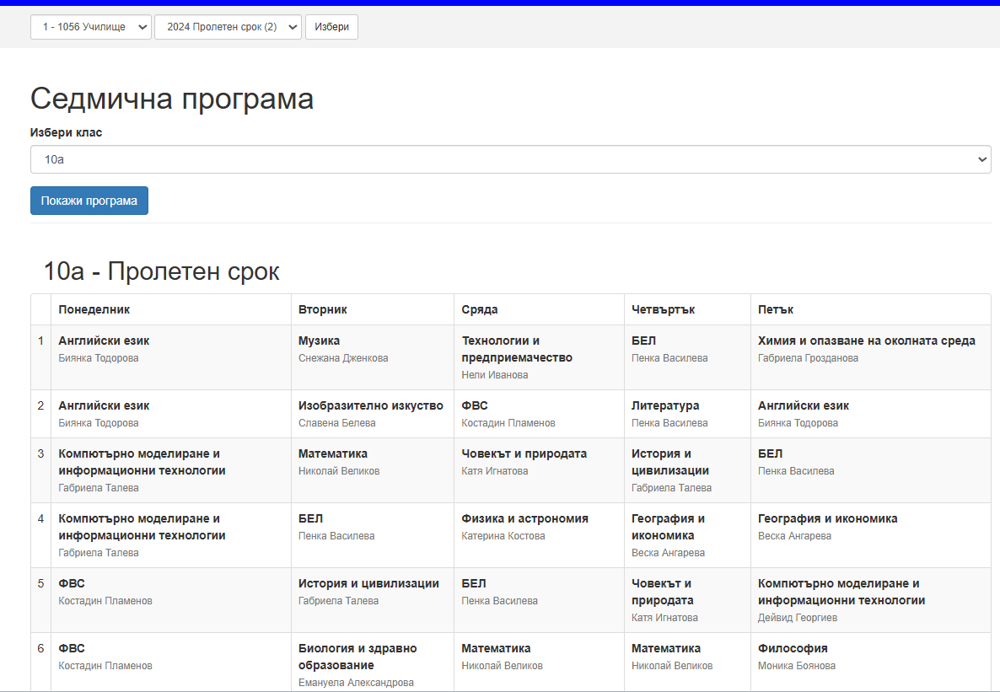 1 - 1056 Училище 2024 Пролетен срок (2) Избери
Седмична програма
Избери клас
10а
Покажи програма
10а - Пролетен срок
Понеделник Вторник Сряда Четвъртък Петък
1 Английски език Музика Технологии и БЕЛ Химия и опазване на околната среда
Биянка Тодорова Снежана Дженкова предприемачество Пенка Василева Габриела Грозданова
Нели Иванова
2 Английски език Изобразително изкуство ФВС Литература Английски език
Биянка Тодорова Славена Белева Костадин Пламенов Пенка Василева Биянка Тодорова
3 Компютърно моделиране и Математика Човекът и природата История и БЕЛ
информационни технологии Николай Великов Катя Игнатова цивилизации Пенка Василева
Габриела Талева Габриела Талева
4 Компютърно моделиране и БЕЛ Физика и астрономия География и География и икономика
информационни технологии Пенка Василева Катерина Костова икономика Веска Ангарева
Габриела Талева Веска Ангарева
5 ФВС История и цивилизации БЕЛ Човекът и Компютърно моделиране и
Костадин Пламенов Габриела Талева Пенка Василева природата информационни технологии
Катя Игнатова Дейвид Георгиев
6 ФВС Биология и здравно Математика Математика Философия
Костадин Пламенов образование Николай Великов Николай Великов Моника Боянова
Емануела Александрова